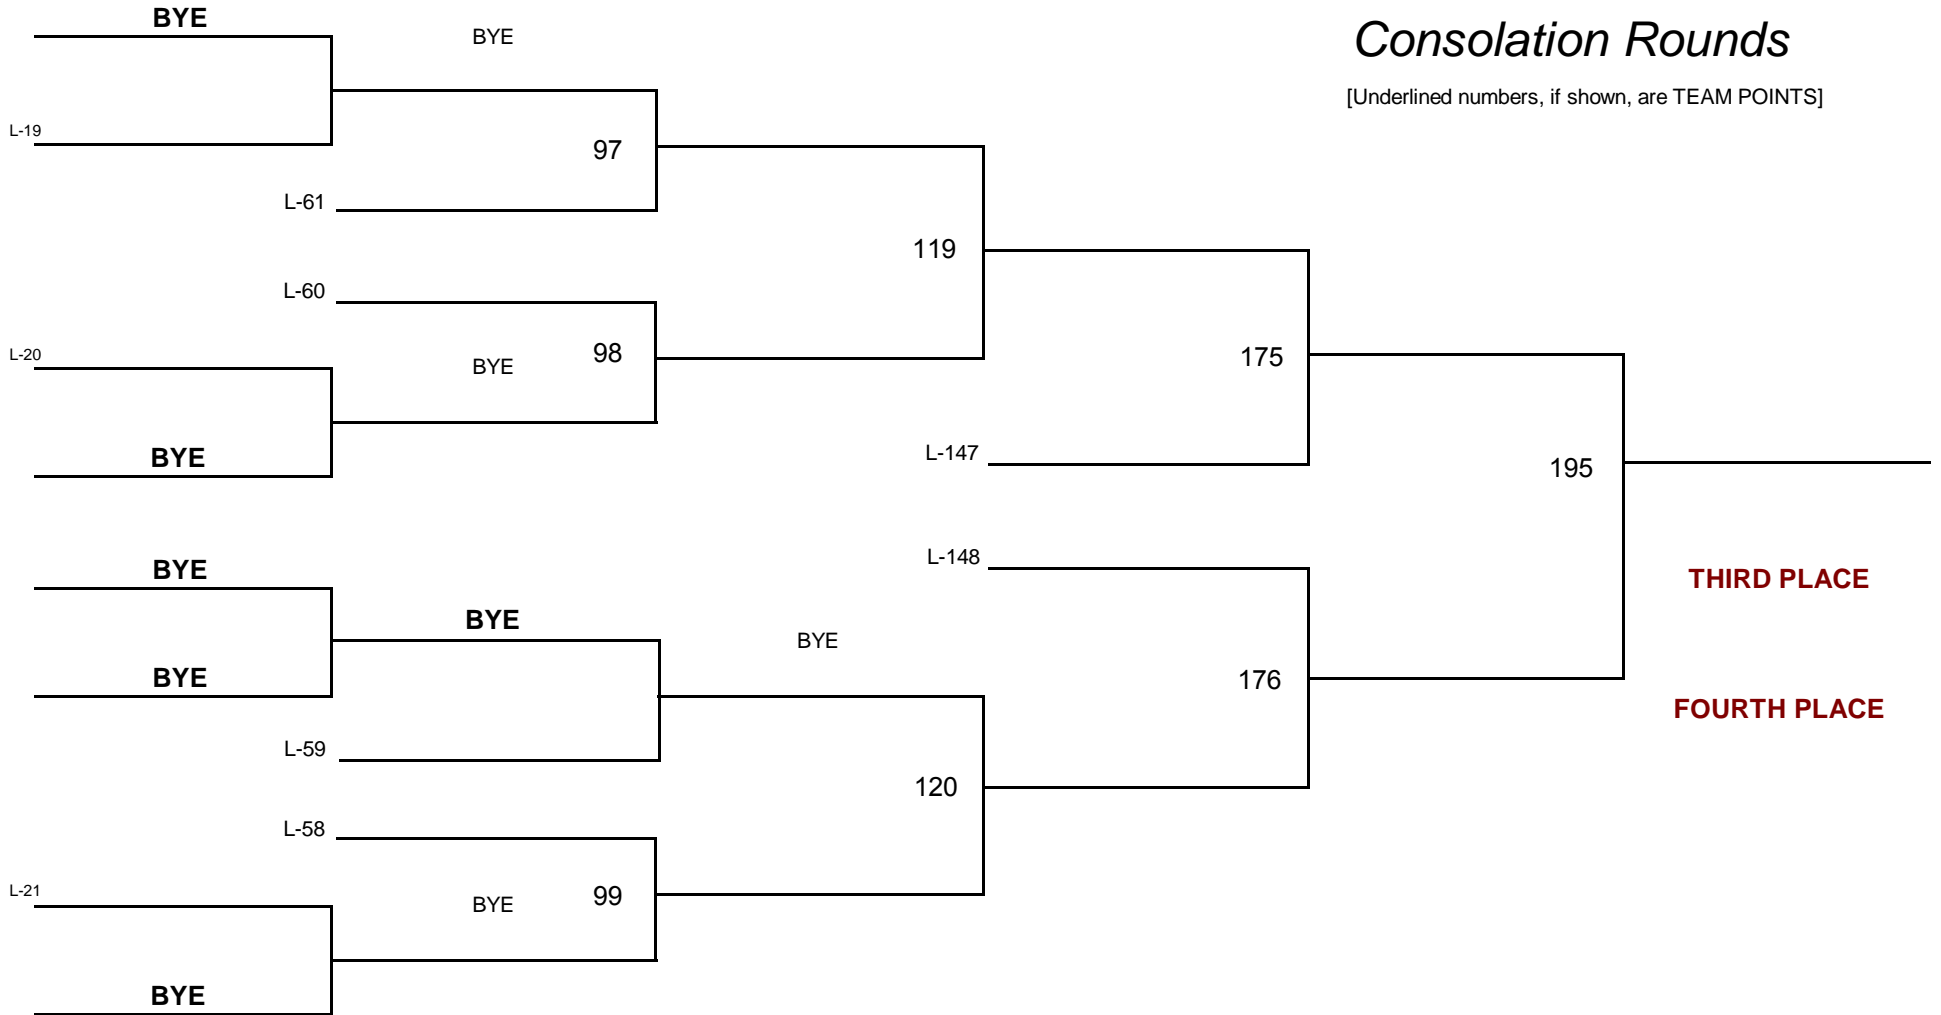 BYE
BYE
Consolation Rounds
[Underlined numbers, if shown, are TEAM POINTS]
L-19
97
L-61
119
L-60
L-20
BYE
98
175
BYE
L-147
195
BYE
L-148
THIRD PLACE
BYE
BYE
BYE
176
FOURTH PLACE
L-59
120
L-58
L-21
BYE
99
BYE